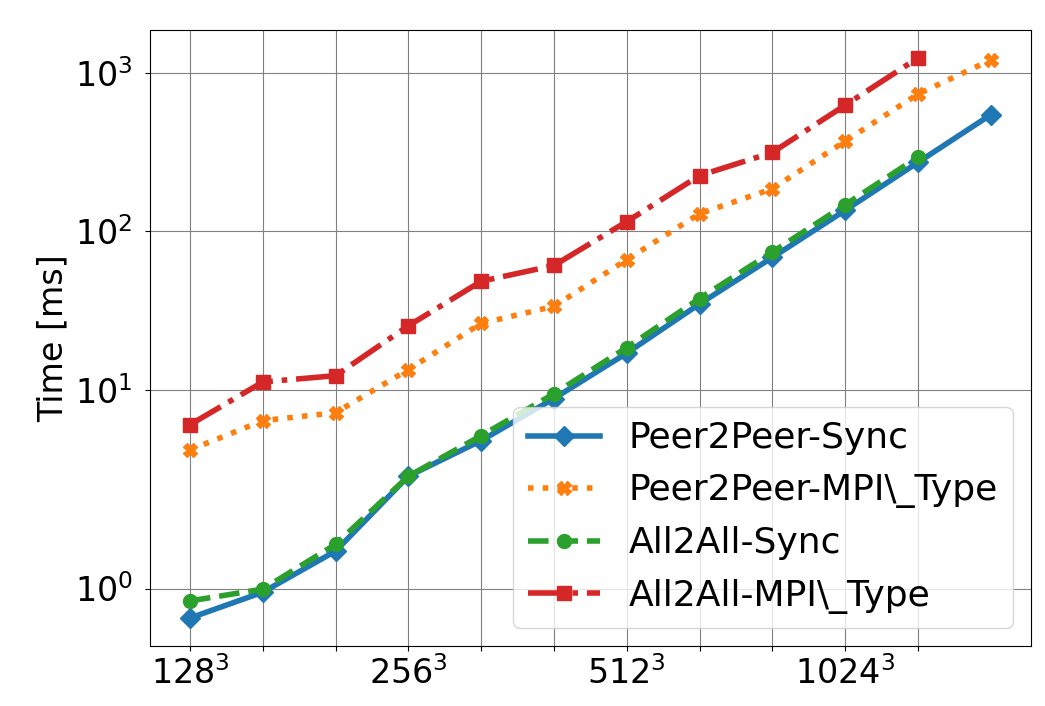 10³
10²
10¹
10⁰
Time [ms]
Peer2Peer-Sync
Peer2Peer-MPI\_Type
All2All-Sync
All2All-MPI\_Type
128³ 256³ 512³ 1024³